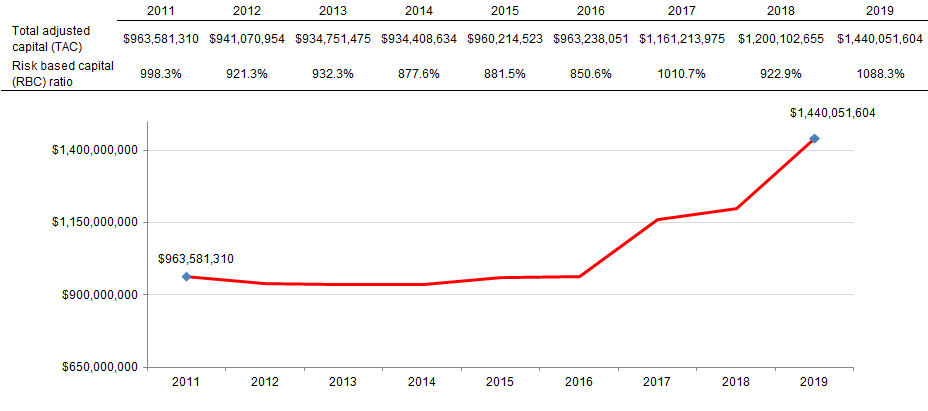 2011 2012 2013 2014 2015 2016 2017 2018 2019
Total adjusted
capital (TAC) $963,581,310 $941,070,954 $934,751,475 $934,408,634 $960,214,523 $963,238,051 $1,161,213,975 $1,200,102,655 $1,440,051,604
Risk based capital
(RBC) ratio 998.3% 921.3% 932.3% 877.6% 881.5% 850.6% 1010.7% 922.9% 1088.3%
$1,440,051,604
$1,400,000,000
$1,150,000,000
$963,581,310
$900,000,000
$650,000,000
2011 2012 2013 2014 2015 2016 2017 2018 2019